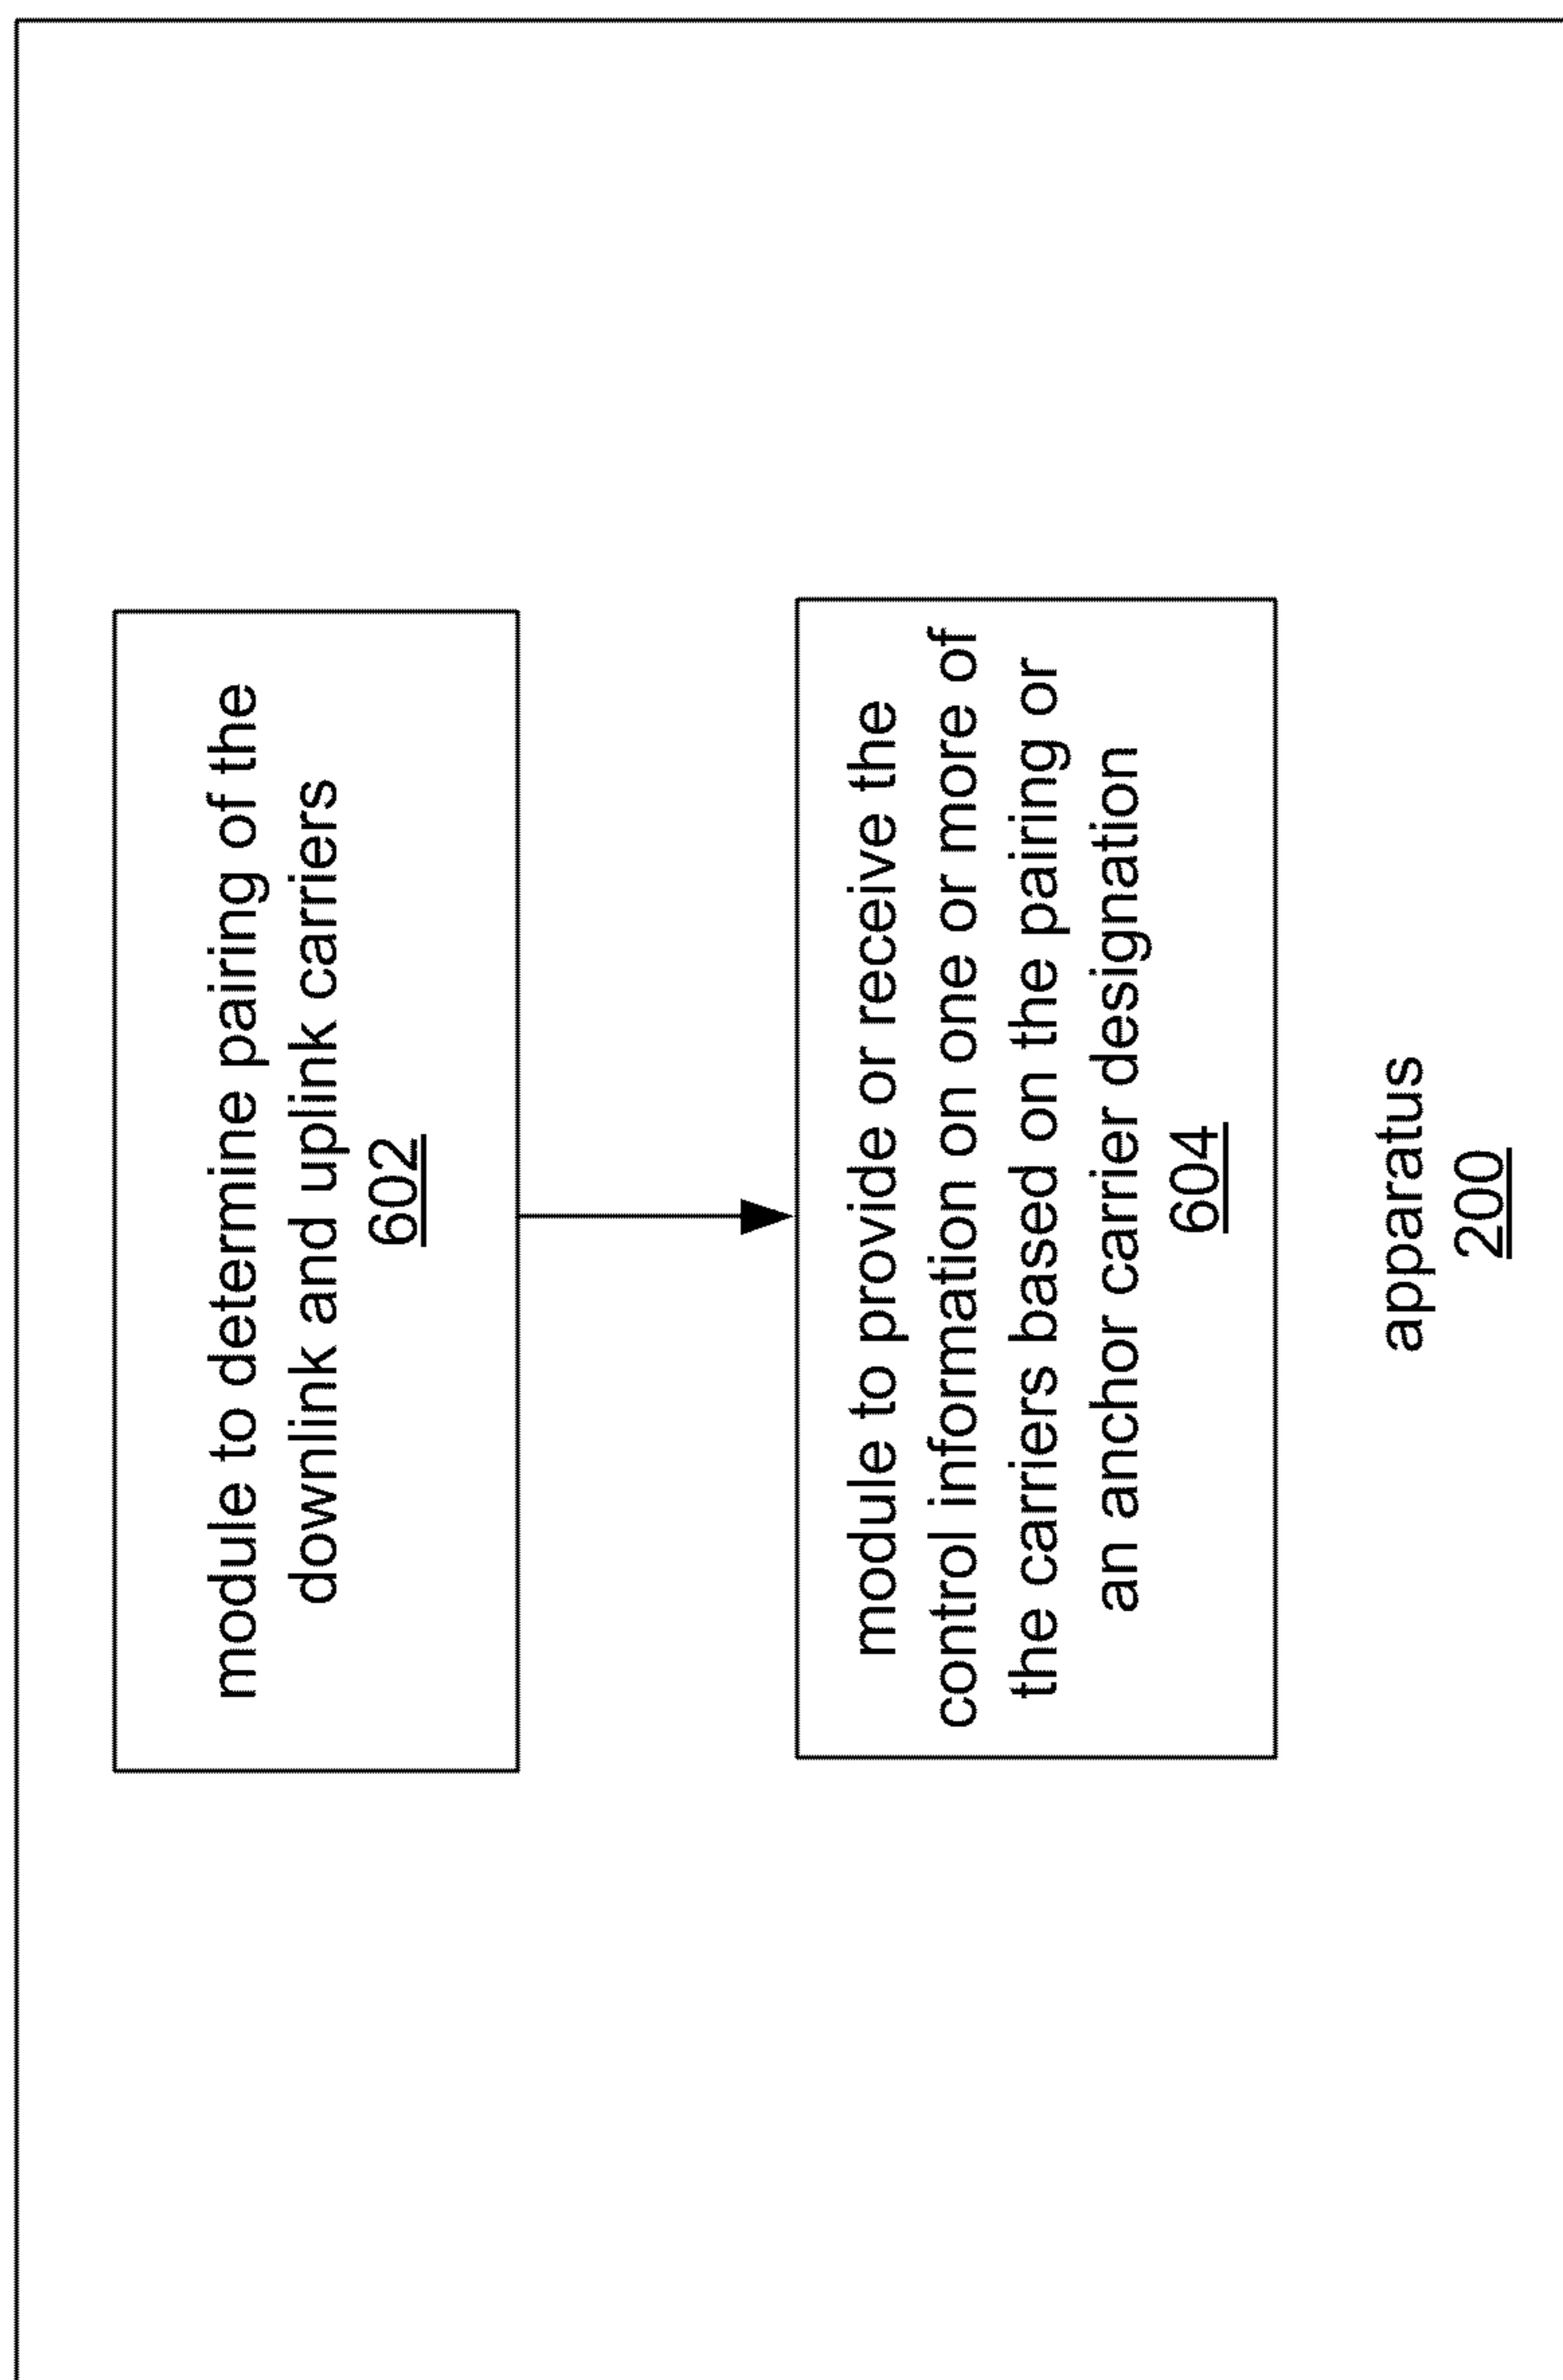 module to determine pairing of the
downlink and uplink carriers
602
module to provide or receive the
control information on one or more of
the carriers based on the pairing or
an anchor carrier designation
604
apparatus
200